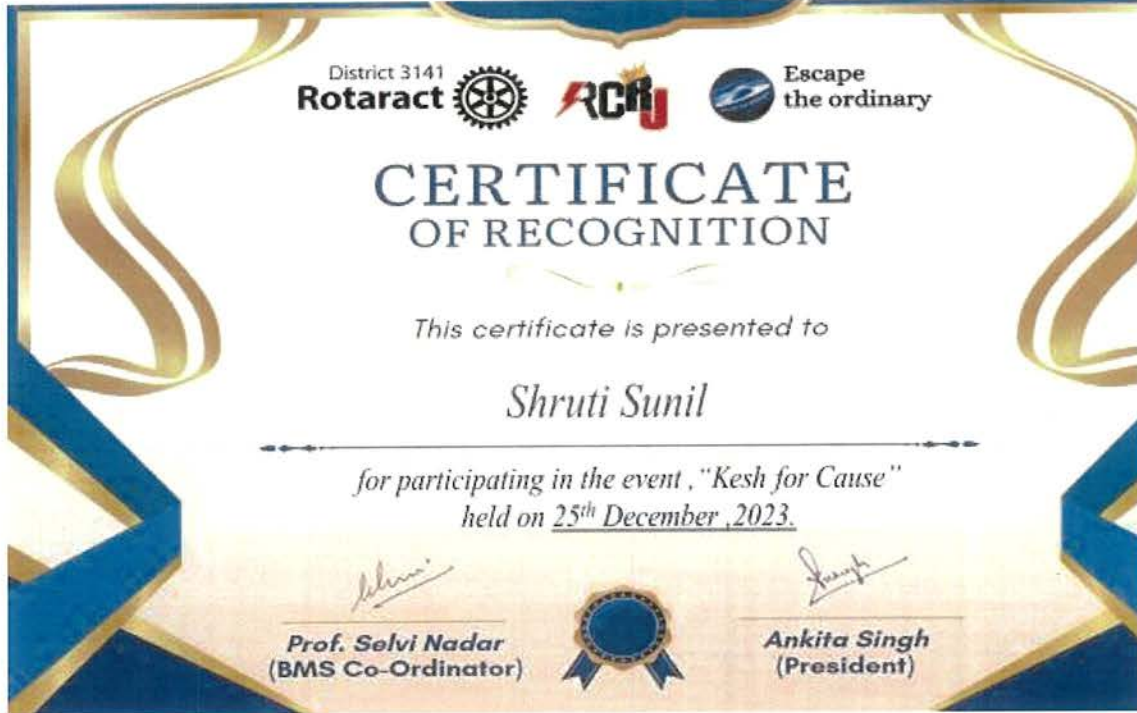 District 3141
Rotaract
RCRJ
Escape
the ordinary
CERTIFICATE
OF RECOGNITION
This certificate is presented to
Shruti Sunil
for participating in the event , “Kesh for Cause”
held on 25th December ,2023.
Prof. Selvi Nadar
(BMS Co-Ordinator)
Ankita Singh
(President)